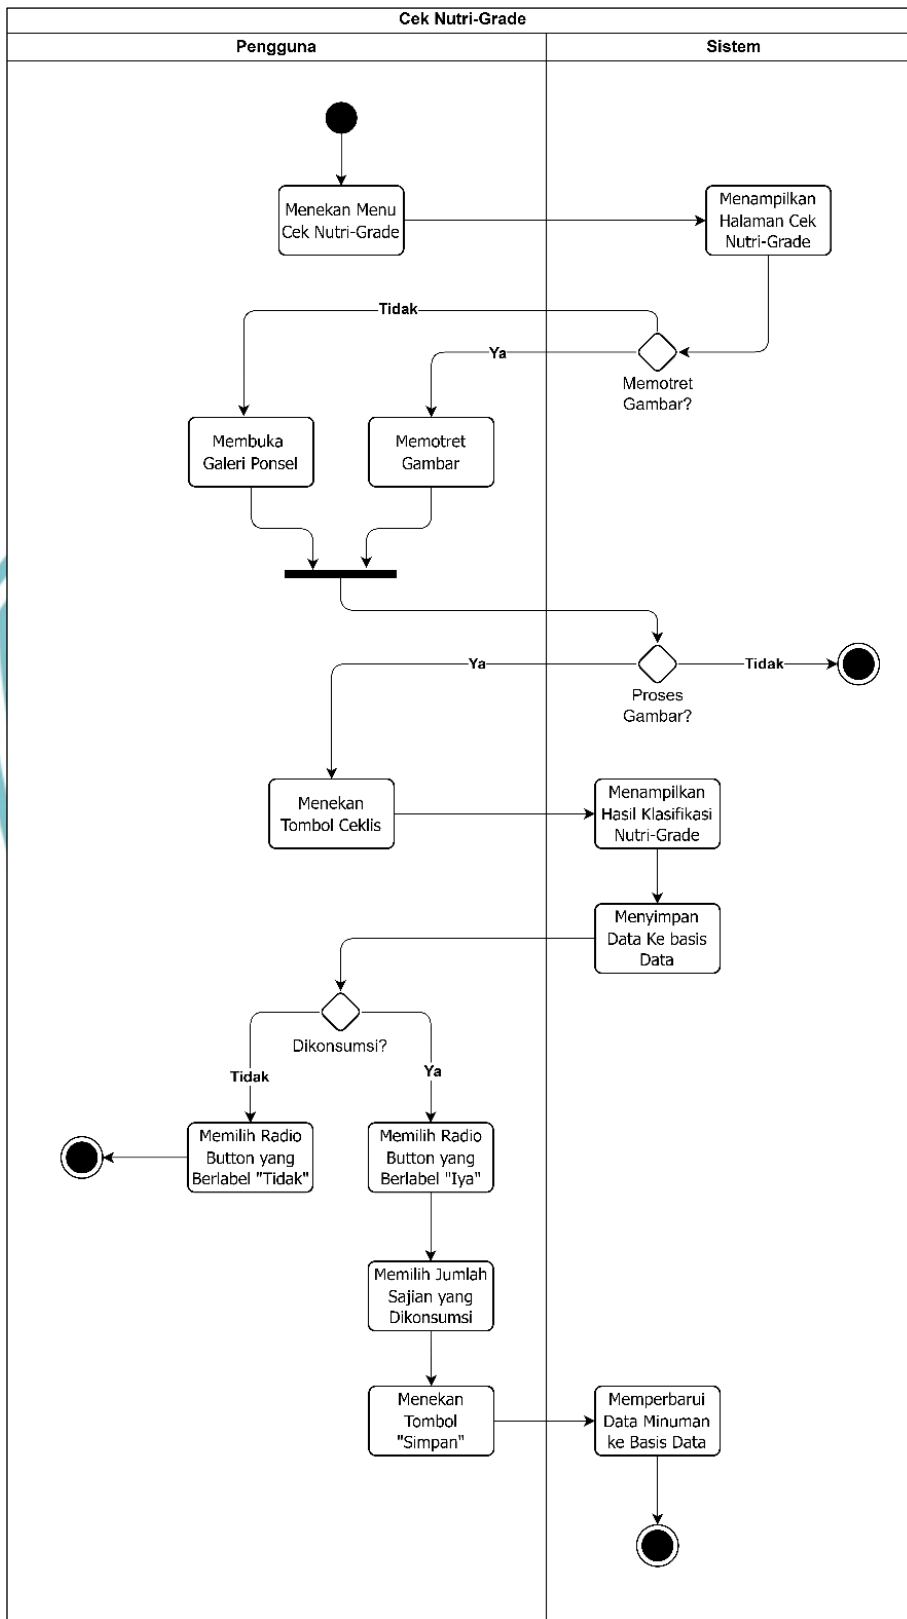 Cek Nutri-Grade
Pengguna
Sistem
Menekan Menu
Cek Nutri-Grade
Menampilkan
Halaman Cek
Nutri-Grade
Tidak
Ya
Memotret
Gambar?
Membuka
Galeri Ponsel
Memotret
Gambar
Ya
Tidak
Proses
Gambar?
Menekan
Tombol Ceklis
Menampilkan
Hasil Klasifikasi
Nutri-Grade
Menyimpan
Data Ke basis
Data
Dikonsumsi?
Tidak
Ya
Memilih Radio
Button yang
Berlabel "Tidak"
Memilih Radio
Button yang
Berlabel "Iya"
Memilih Jumlah
Sajian yang
Dikonsumsi
Menekan
Tombol
"Simpan"
Memperbarui
Data Minuman
ke Basis Data